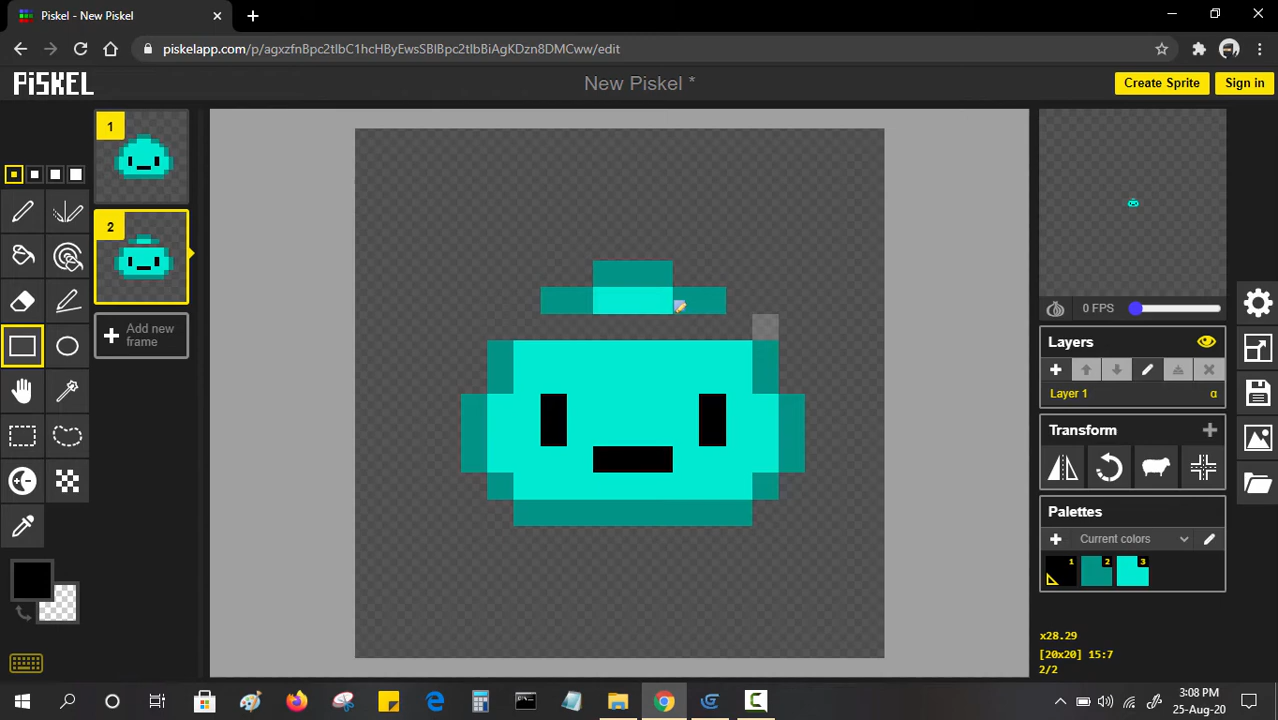 Piskel - New Piskel
piskelapp.com/p/agxzfnBpc2tlbC1hcHByEwsSBlBpc2tlbBiAgKDzn8DMCww/edit
PiSKEL
New Piskel *
Create Sprite
Sign in
1
2
Add new
frame
0 FPS
Layers
Layer 1
α
Transform
Palettes
Current colors
1
2
3
x28.29
[20x20] 15:7
2/2
3:08 PM
25-Aug-20